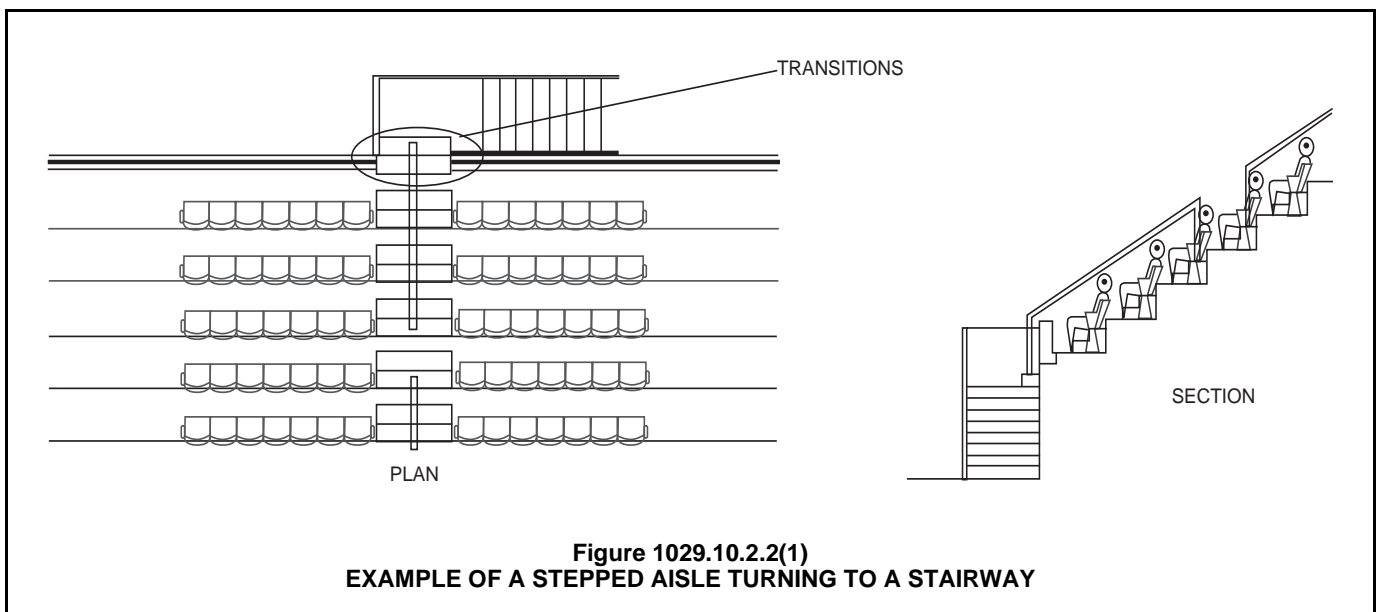 TRANSITIONS
SECTION
PLAN
Figure 1029.10.2.2(1)
EXAMPLE OF A STEPPED AISLE TURNING TO A STAIRWAY